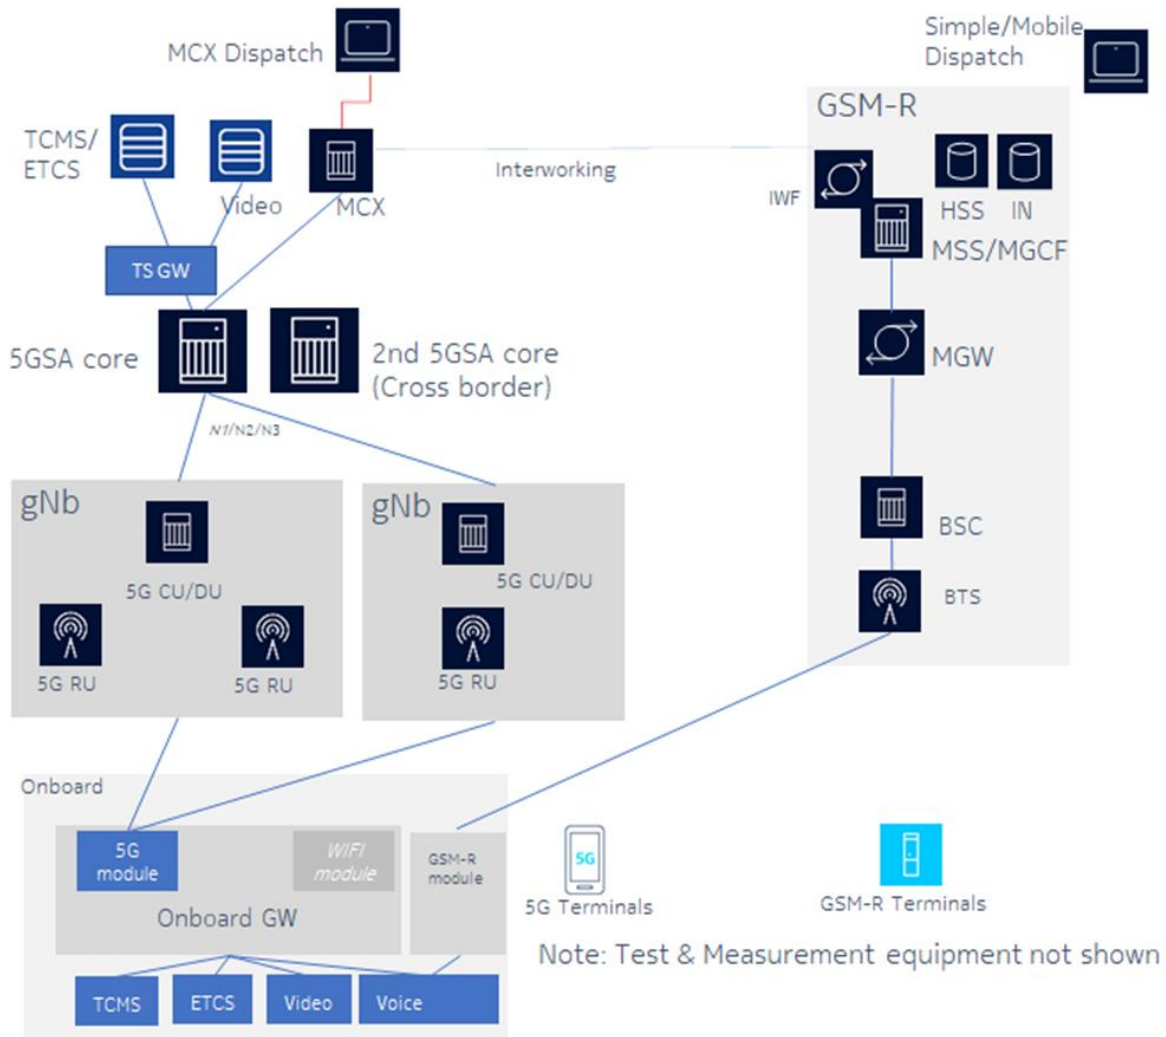 MCX Dispatch
Simple/Mobile
Dispatch
TCMS/
ETCS
Video
MCX
Interworking
GSM-R
IWF
HSS
IN
MSS/MGCF
TS GW
5GSA core
2nd 5GSA core
(Cross border)
MGW
N1/N2/N3
gNb
5G CU/DU
5G RU
5G RU
gNb
5G CU/DU
5G RU
BSC
BTS
Onboard
5G
module
WIFI
module
GSM-R
module
Onboard GW
TCMS
ETCS
Video
Voice
5G
5G Terminals
GSM-R Terminals
Note: Test & Measurement equipment not shown